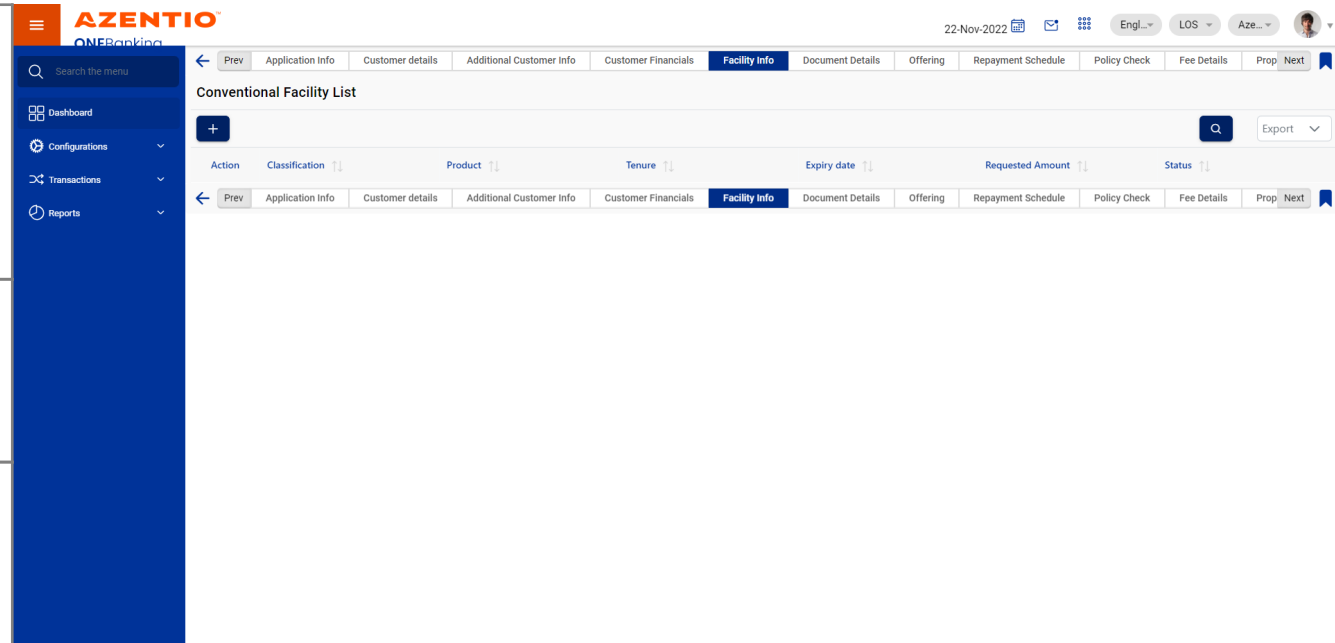 AZENTIO™
ONEBanking
22-Nov-2022 Engl... LOS Aze...
Search the menu
Dashboard
Configurations
Transactions
Reports
Prev Application Info Customer details Additional Customer Info Customer Financials Facility Info Document Details Offering Repayment Schedule Policy Check Fee Details Prop Next
Conventional Facility List
+ Export
Action Classification Product Tenure Expiry date Requested Amount Status
Prev Application Info Customer details Additional Customer Info Customer Financials Facility Info Document Details Offering Repayment Schedule Policy Check Fee Details Prop Next